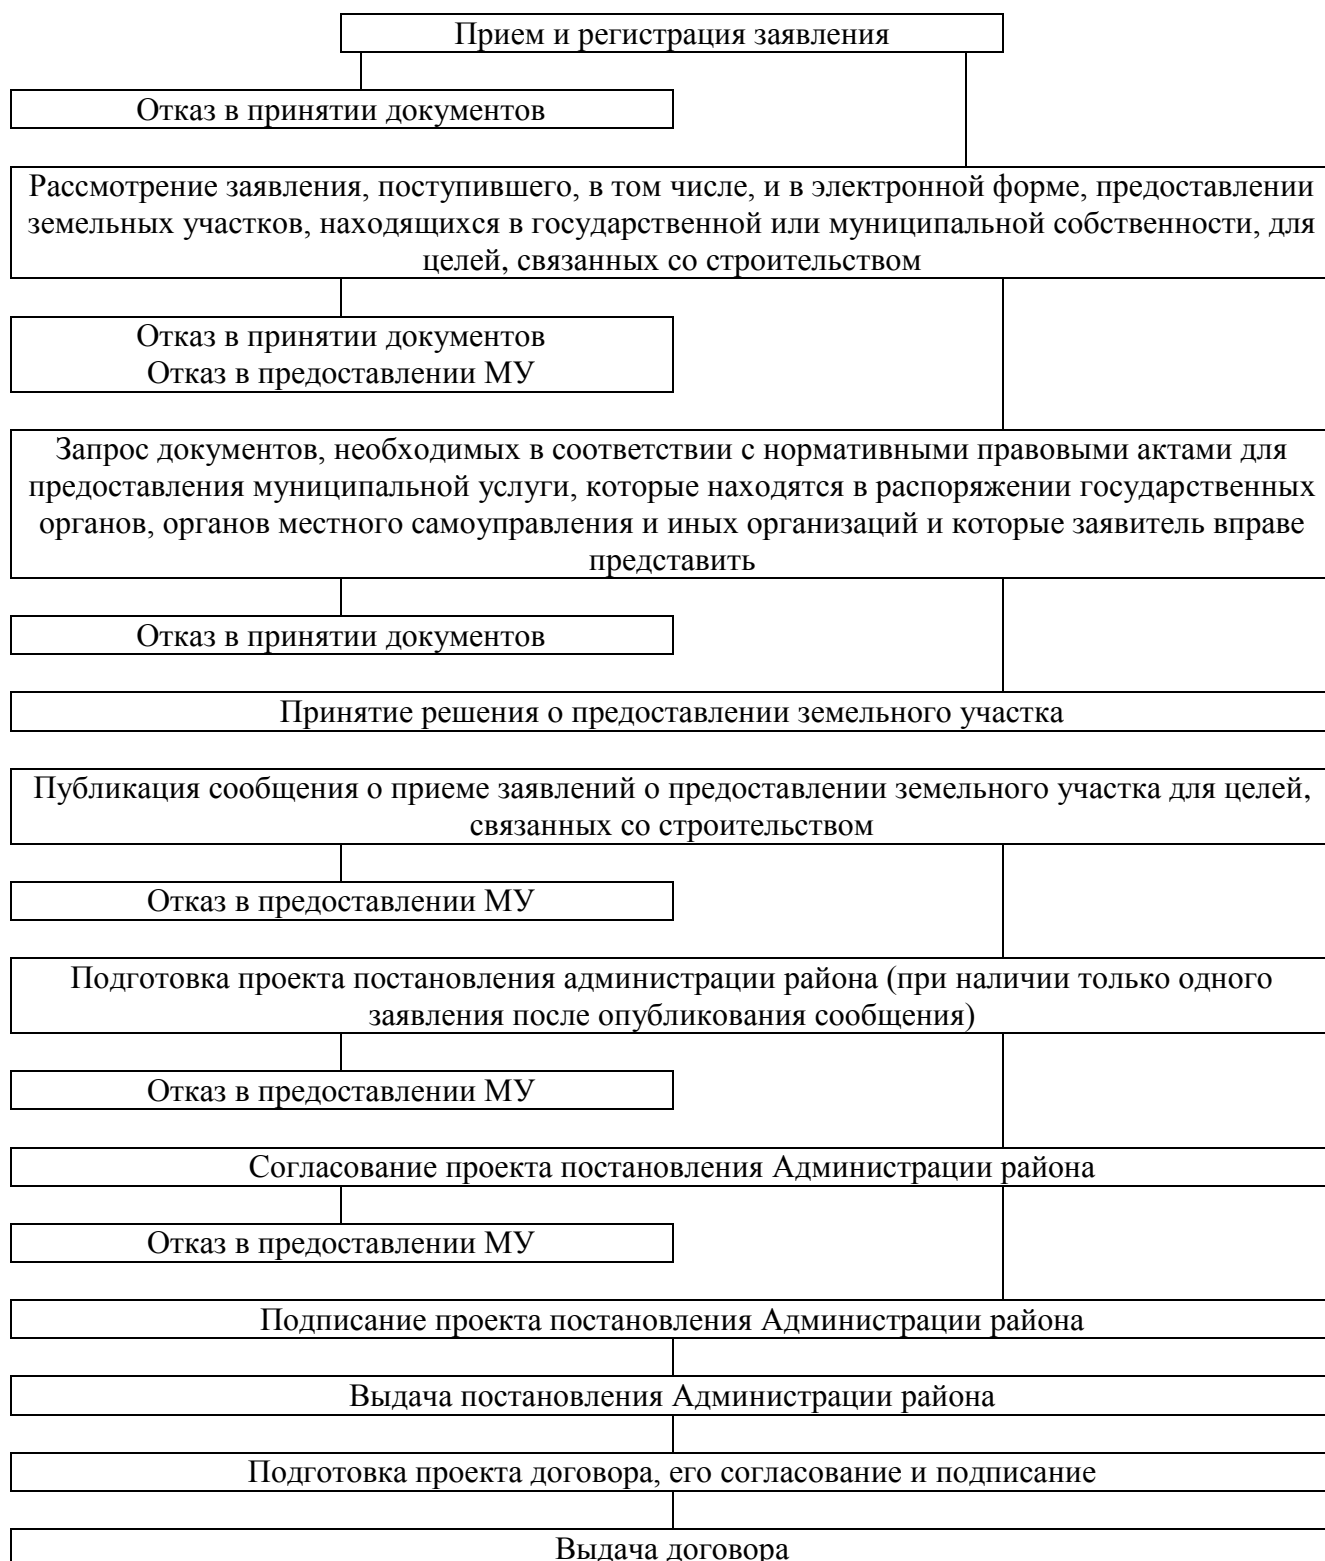 Прием и регистрация заявления
Отказ в принятии документов
Рассмотрение заявления, поступившего, в том числе, и в электронной форме, предоставлении
земельных участков, находящихся в государственной или муниципальной собственности, для
целей, связанных со строительством
Отказ в принятии документов
Отказ в предоставлении МУ
Запрос документов, необходимых в соответствии с нормативными правовыми актами для
предоставления муниципальной услуги, которые находятся в распоряжении государственных
органов, органов местного самоуправления и иных организаций и которые заявитель вправе
представить
Отказ в принятии документов
Принятие решения о предоставлении земельного участка
Публикация сообщения о приеме заявлений о предоставлении земельного участка для целей,
связанных со строительством
Отказ в предоставлении МУ
Подготовка проекта постановления администрации района (при наличии только одного
заявления после опубликования сообщения)
Отказ в предоставлении МУ
Согласование проекта постановления Администрации района
Отказ в предоставлении МУ
Подписание проекта постановления Администрации района
Выдача постановления Администрации района
Подготовка проекта договора, его согласование и подписание
Выдача договора